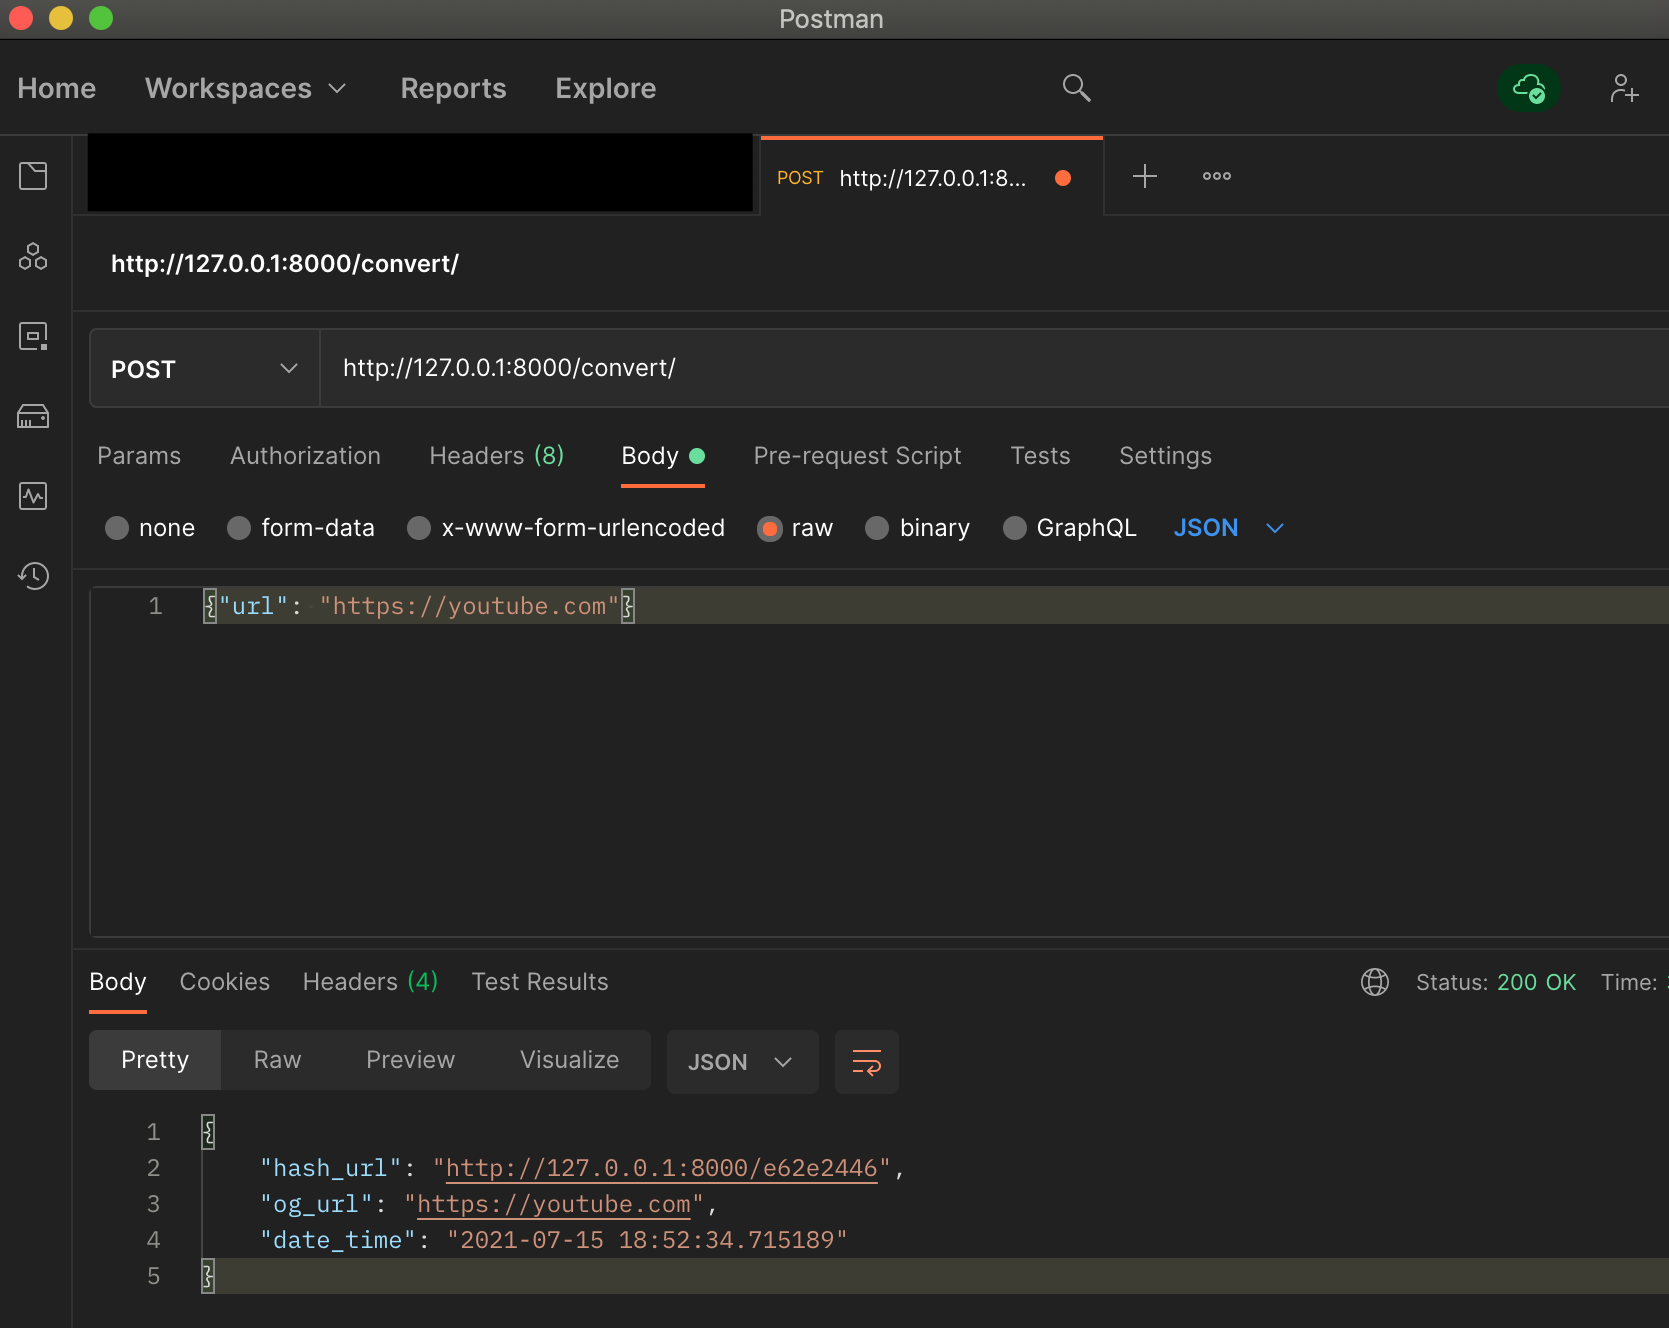 Postman
Home Workspaces Reports Explore
POST http://127.0.0.1:8...
http://127.0.0.1:8000/convert/
POST http://127.0.0.1:8000/convert/
Params Authorization Headers (8) Body Pre-request Script Tests Settings
none form-data x-www-form-urlencoded raw binary GraphQL JSON
1 {"url": "https://youtube.com"}
Body Cookies Headers (4) Test Results Status: 200 OK Time:
Pretty Raw Preview Visualize JSON
1 {
2 "hash_url": "http://127.0.0.1:8000/e62e2446",
3 "og_url": "https://youtube.com",
4 "date_time": "2021-07-15 18:52:34.715189"
5 }